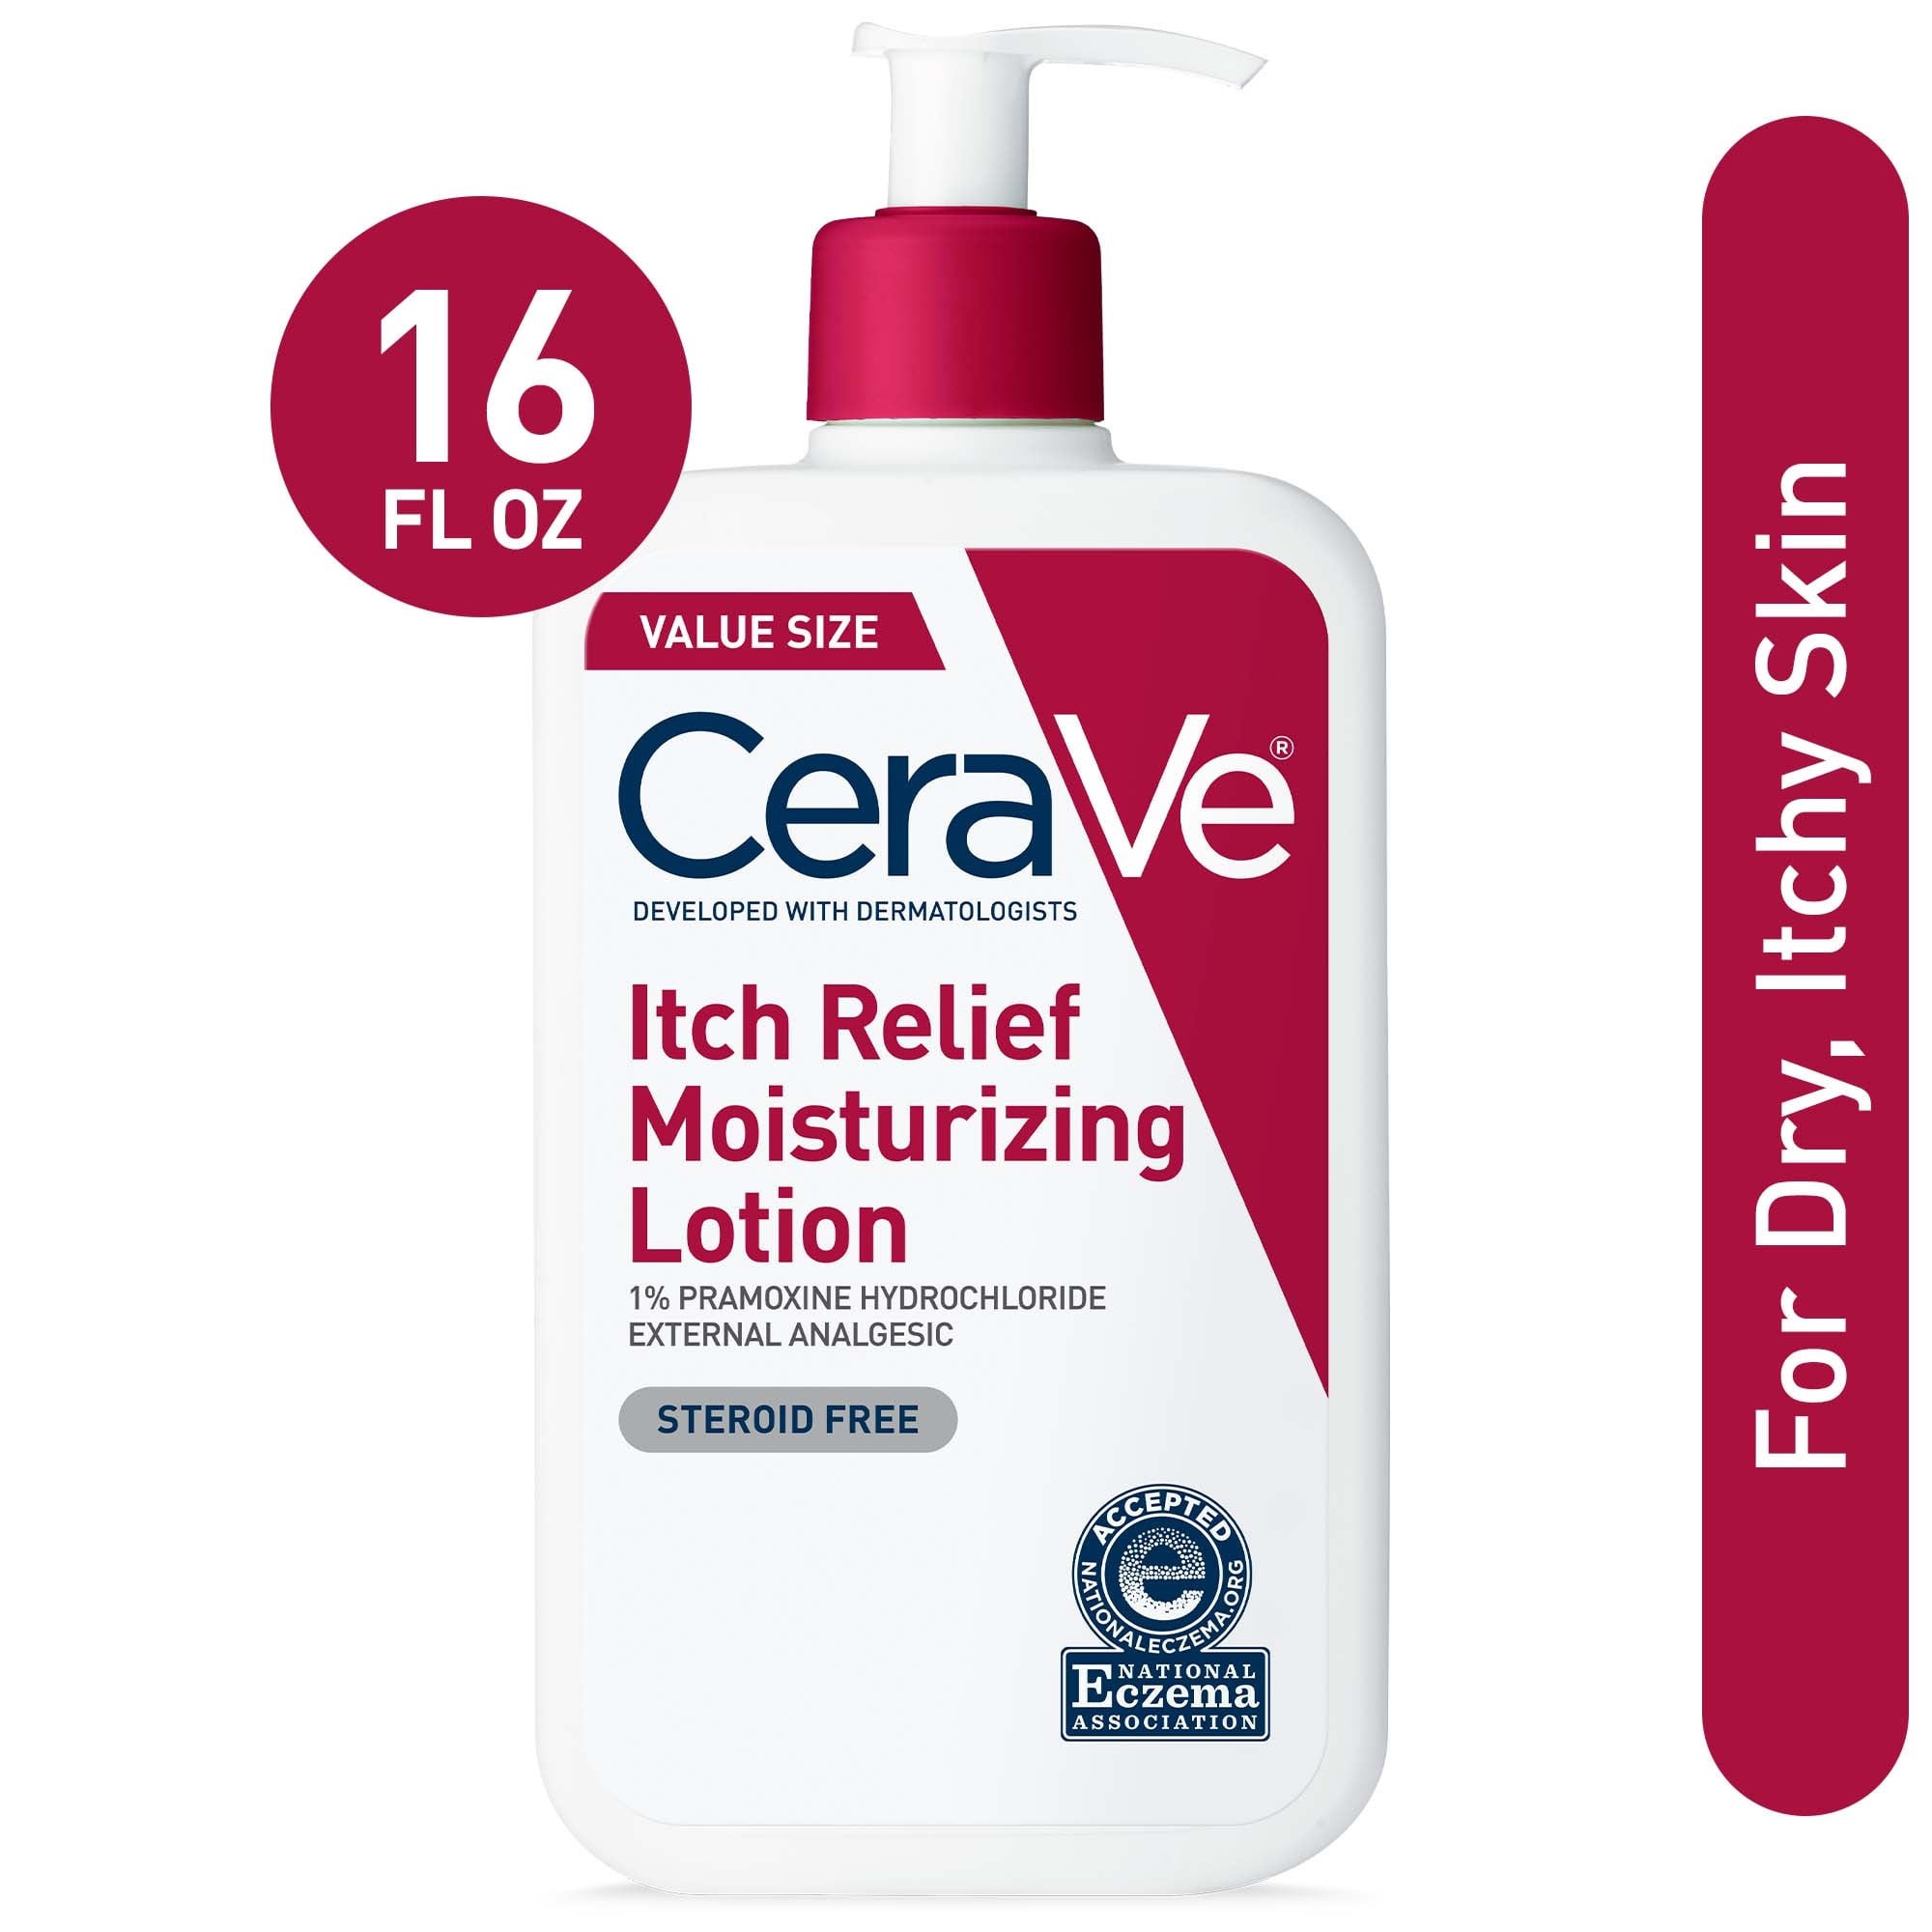 16
FL OZ
VALUE SIZE
CeraVe®
DEVELOPED WITH DERMATOLOGISTS
Itch Relief
Moisturizing
Lotion
1% PRAMOXINE HYDROCHLORIDE
EXTERNAL ANALGESIC
STEROID FREE
ACCEPTED
e
NATIONALECZEMA.ORG
NATIONAL
Eczema
ASSOCIATION
For Dry, Itchy Skin